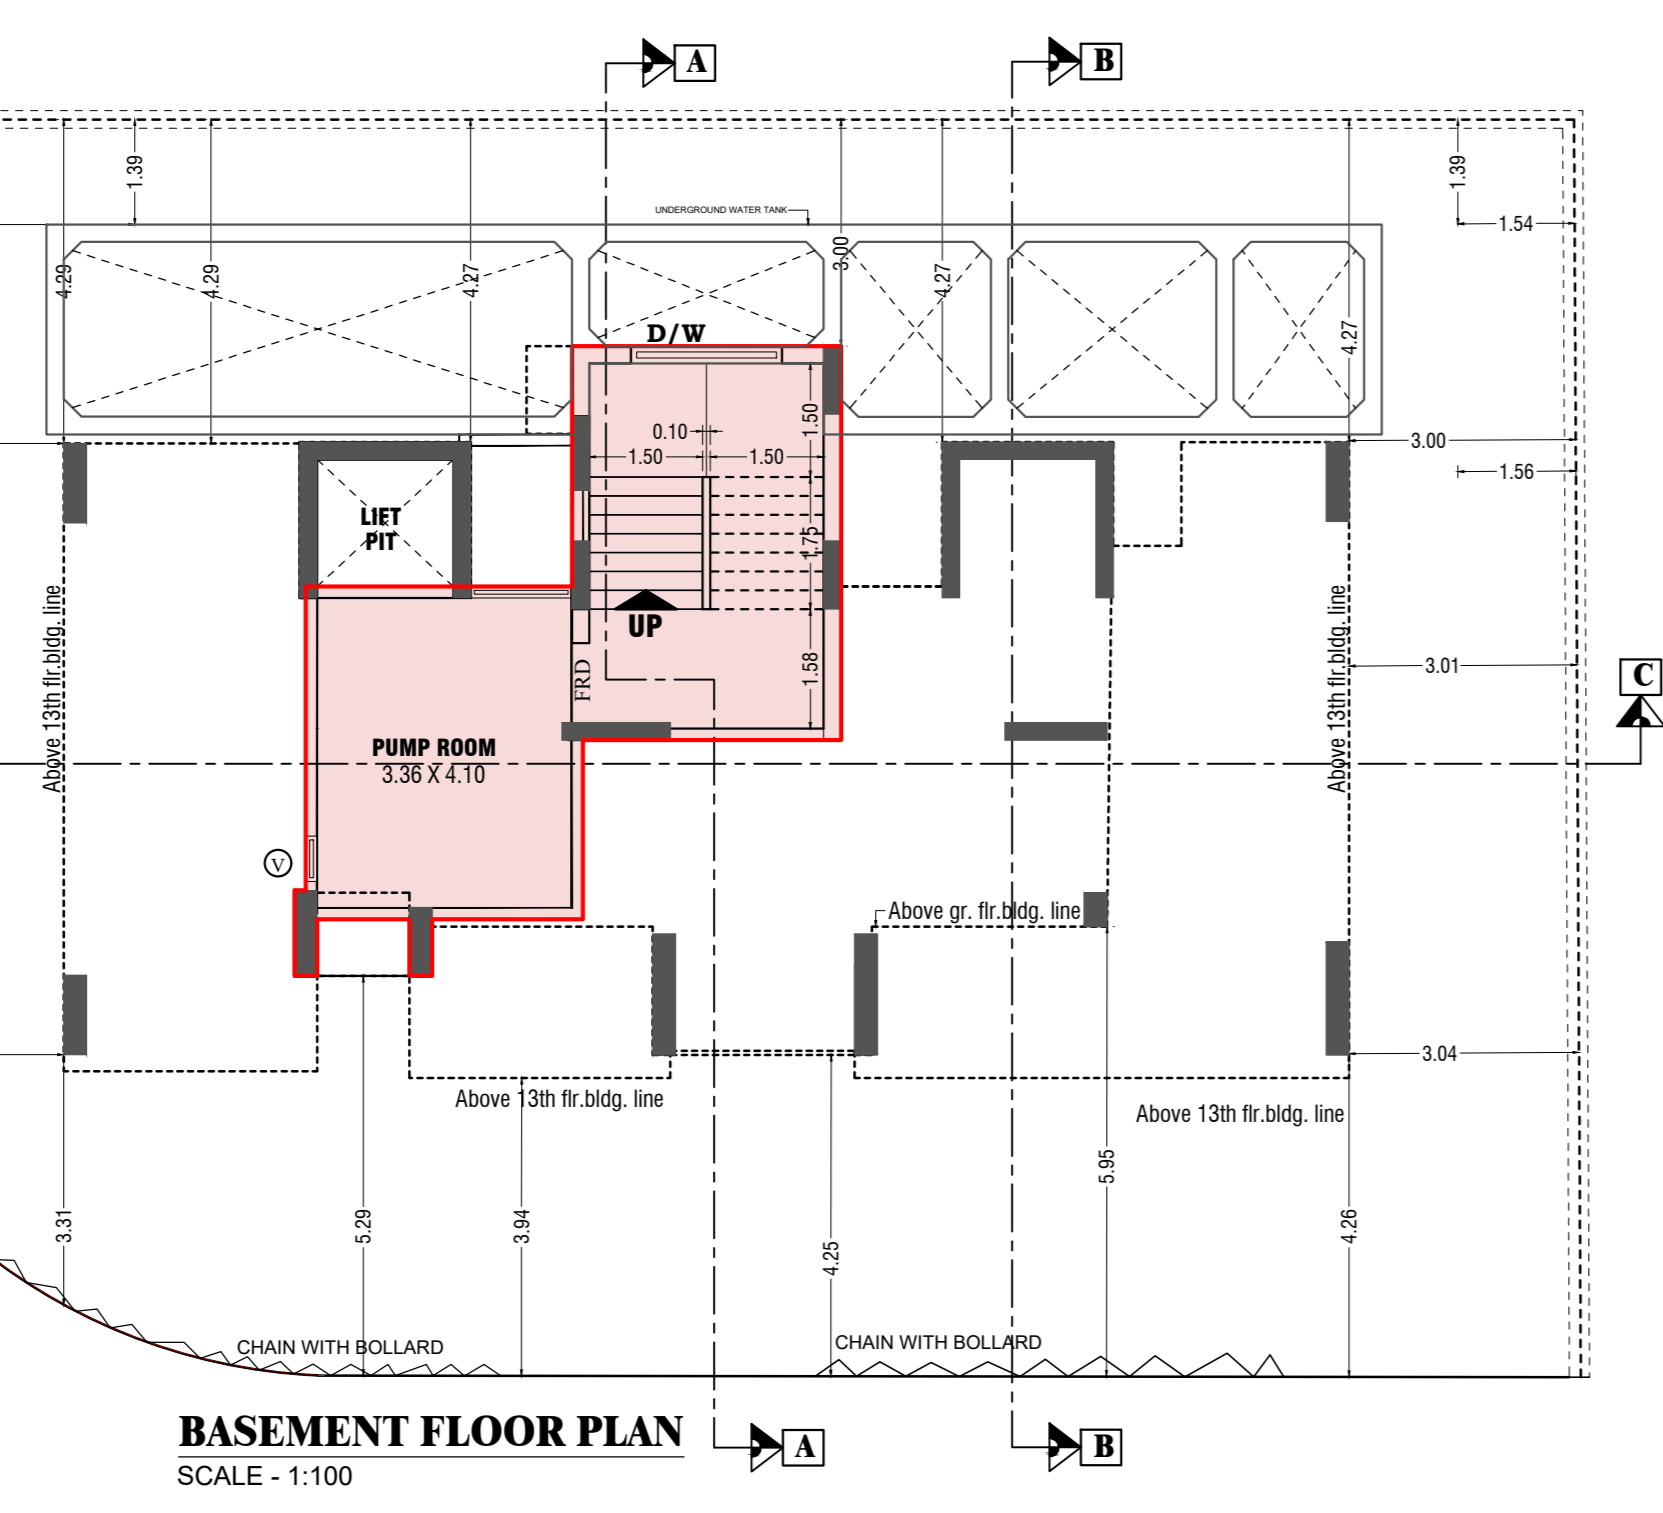 A
B
1.39
1.39
UNDERGROUND WATER TANK
1.54
4.29
4.29
4.27
3.00
4.27
4.27
D/W
0.10
1.50
1.50
1.50
3.00
1.56
LIFT
PIT
1.75
UP
Above 13th flr.bldg. line
Above 13th flr.bldg. line
FRD
1.58
3.01
C
PUMP ROOM
3.36 X 4.10
V
Above gr. flr.bldg. line
3.04
Above 13th flr.bldg. line
Above 13th flr.bldg. line
3.31
5.29
3.94
4.25
5.95
4.26
CHAIN WITH BOLLARD
CHAIN WITH BOLLARD
BASEMENT FLOOR PLAN
SCALE - 1:100
A
B